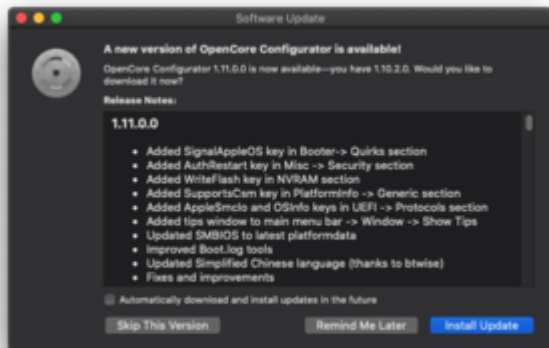 Software Update
A new version of OpenCore Configurator is available!
OpenCore Configurator 1.11.0.0 is now available—you have 1.10.2.0. Would you like to
download it now?
Release Notes:
1.11.0.0
• Added SignalAppleOS key in Booter-> Quirks section
• Added AuthRestart key in Misc -> Security section
• Added WriteFlash key in NVRAM section
• Added SupportsCsm key in PlatformInfo -> Generic section
• Added AppleSmcIo and OSInfo keys in UEFI -> Protocols section
• Added tips window to main menu bar -> Window -> Show Tips
• Updated SMBIOS to latest platformdata
• Improved Boot.log tools
• Updated Simplified Chinese language (thanks to btwise)
• Fixes and improvements
Automatically download and install updates in the future
Skip This Version
Remind Me Later
Install Update